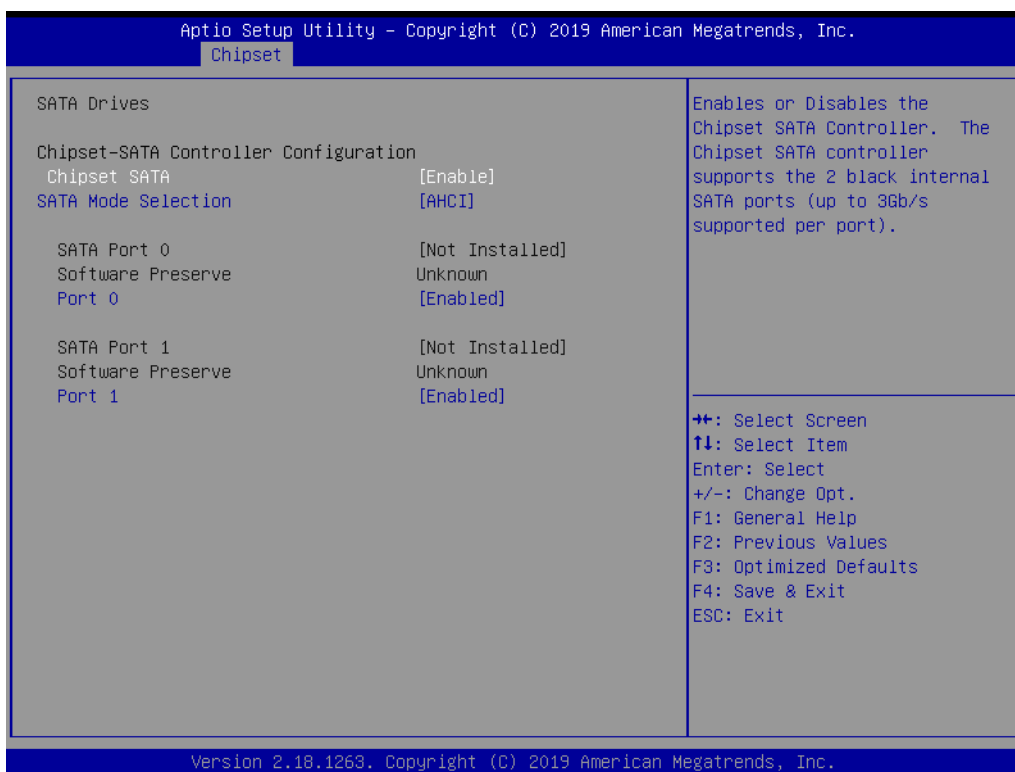 Aptio Setup Utility – Copyright (C) 2019 American Megatrends, Inc.
Chipset
SATA Drives
Chipset-SATA Controller Configuration
Chipset SATA [Enable]
SATA Mode Selection [AHCI]
SATA Port 0 [Not Installed]
Software Preserve Unknown
Port 0 [Enabled]
SATA Port 1 [Not Installed]
Software Preserve Unknown
Port 1 [Enabled]
Enables or Disables the
Chipset SATA Controller. The
Chipset SATA controller
supports the 2 black internal
SATA ports (up to 3Gb/s
supported per port).
→←: Select Screen
↑↓: Select Item
Enter: Select
+/-: Change Opt.
F1: General Help
F2: Previous Values
F3: Optimized Defaults
F4: Save & Exit
ESC: Exit
Version 2.18.1263. Copyright (C) 2019 American Megatrends, Inc.